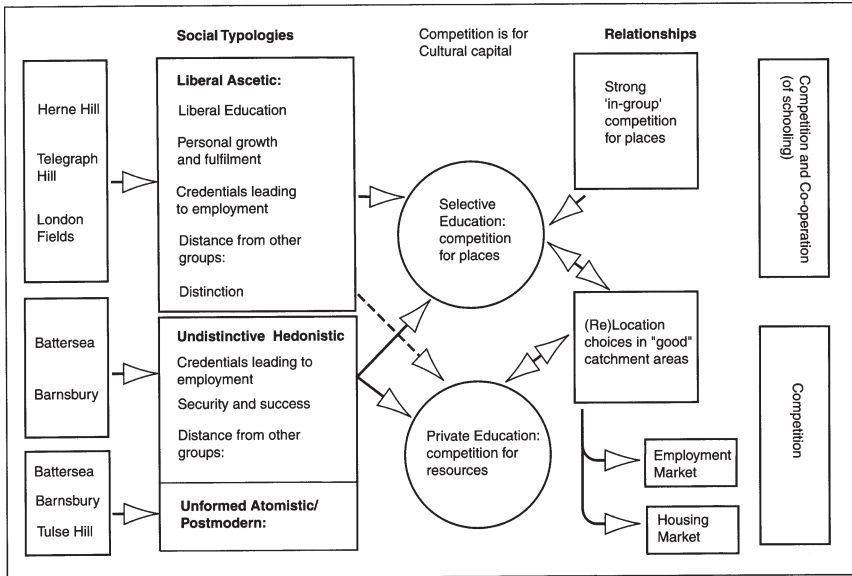 Social Typologies
Competition is for
Cultural capital
Relationships
Herne Hill
Telegraph
Hill
London
Fields
Liberal Ascetic:
Liberal Education
Personal growth
and fulfilment
Credentials leading
to employment
Distance from other
groups:
Distinction
Selective
Education:
competition
for places
Strong
'in-group'
competition
for places
Competition and Co-operation
(of schooling)
Battersea
Barnsbury
Undistinctive Hedonistic
Credentials leading to
employment
Security and success
Distance from other
groups:
Private Education:
competition for
resources
(Re)Location
choices in "good"
catchment areas
Competition
Employment
Market
Housing
Market
Battersea
Barnsbury
Tulse Hill
Unformed Atomistic/
Postmodern: